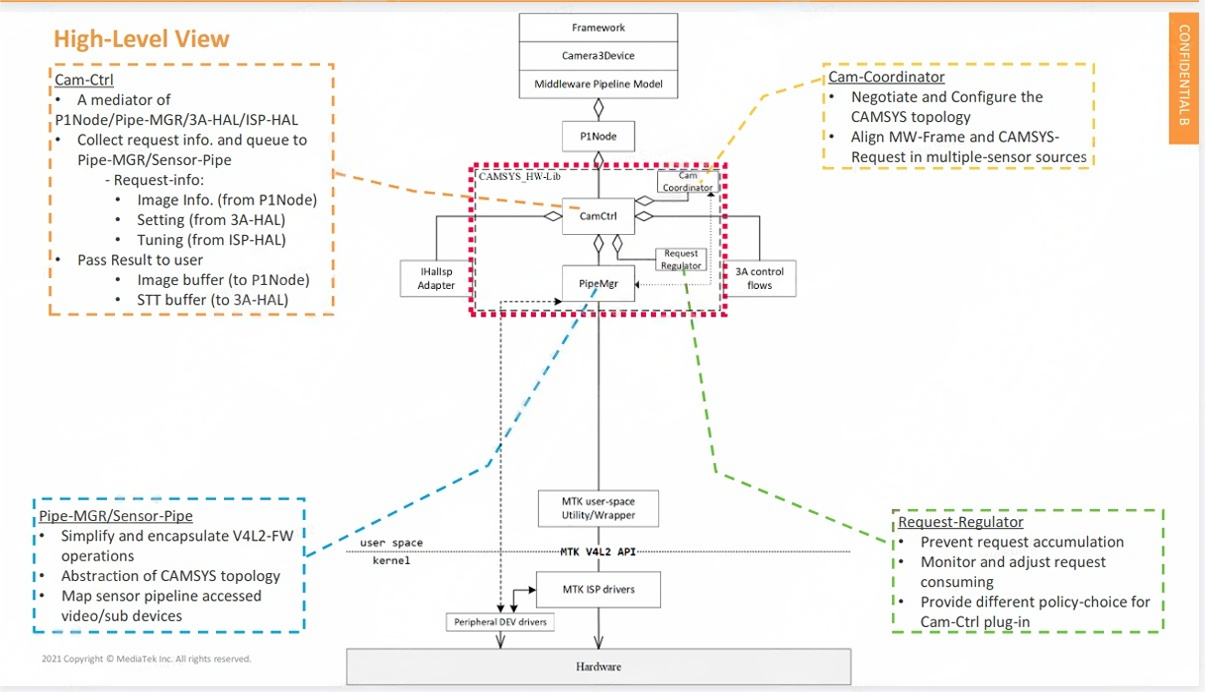 High-Level View
CONFIDENTIAL B
Cam-Ctrl
• A mediator of
P1Node/Pipe-MGR/3A-HAL/ISP-HAL
• Collect request info. and queue to
Pipe-MGR/Sensor-Pipe
- Request-info:
• Image Info. (from P1Node)
• Setting (from 3A-HAL)
• Tuning (from ISP-HAL)
• Pass Result to user
• Image buffer (to P1Node)
• STT buffer (to 3A-HAL)
Framework
Camera3Device
Middleware Pipeline Model
P1Node
CAMSYS_HW-Lib
Cam
Coordinator
CamCtrl
Request
Regulator
PipeMgr
IHalIsp
Adapter
3A control
flows
Cam-Coordinator
• Negotiate and Configure the
CAMSYS topology
• Align MW-Frame and CAMSYS-
Request in multiple-sensor sources
Pipe-MGR/Sensor-Pipe
• Simplify and encapsulate V4L2-FW
operations
• Abstraction of CAMSYS topology
• Map sensor pipeline accessed
video/sub devices
MTK user-space
Utility/Wrapper
user space
MTK V4L2 API
kernel
MTK ISP drivers
Peripheral DEV drivers
Hardware
Request-Regulator
• Prevent request accumulation
• Monitor and adjust request
consuming
• Provide different policy-choice for
Cam-Ctrl plug-in
2021 Copyright © MediaTek Inc. All rights reserved.